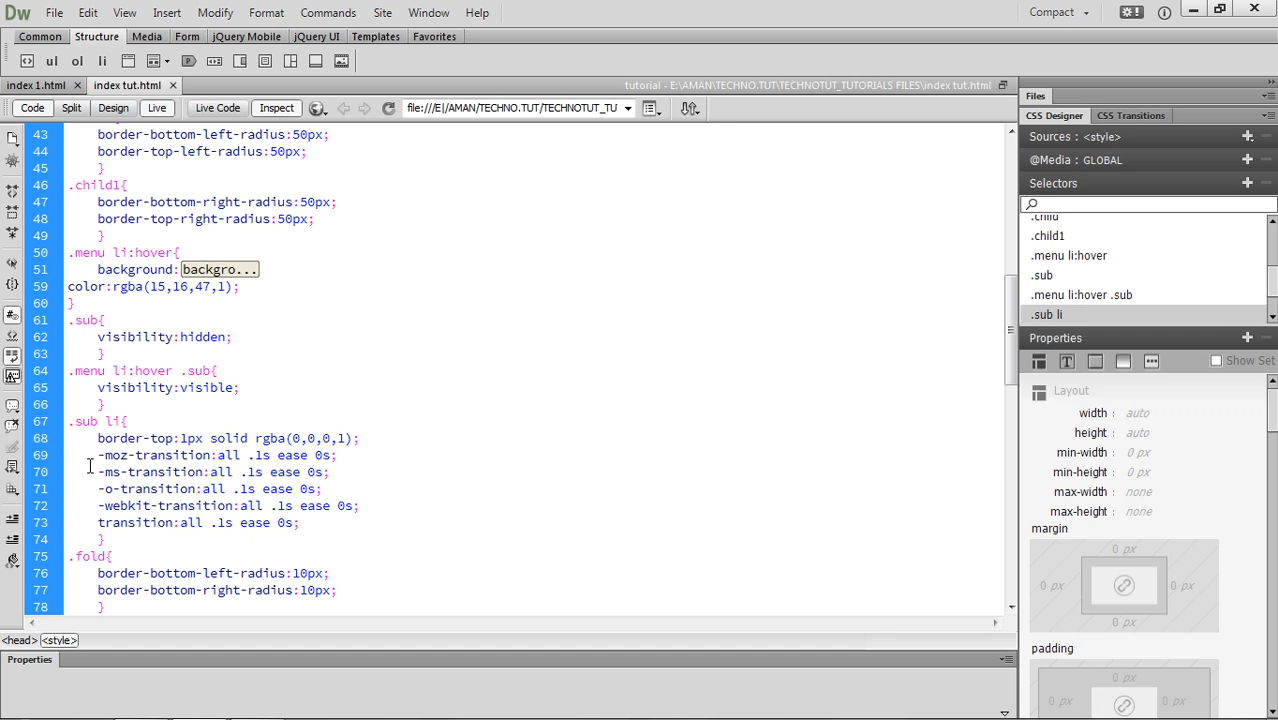 Dw File Edit View Insert Modify Format Commands Site Window Help Compact
Common Structure Media Form jQuery Mobile jQuery UI Templates Favorites
ul ol li
index 1.html index tut.html tutorial - E:\AMAN\TECHNO.TUT\TECHNOTUT_TUTORIALS FILES\index tut.html
Code Split Design Live Live Code Inspect file:///E|/AMAN/TECHNO.TUT/TECHNOTUT_TU
43 border-bottom-left-radius:50px;
44 border-top-left-radius:50px;
45 }
46 .child1{
47 border-bottom-right-radius:50px;
48 border-top-right-radius:50px;
49 }
50 .menu li:hover{
51 background:backgro...
59 color:rgba(15,16,47,1);
60 }
61 .sub{
62 visibility:hidden;
63 }
64 .menu li:hover .sub{
65 visibility:visible;
66 }
67 .sub li{
68 border-top:1px solid rgba(0,0,0,1);
69 -moz-transition:all .1s ease 0s;
70 -ms-transition:all .1s ease 0s;
71 -o-transition:all .1s ease 0s;
72 -webkit-transition:all .1s ease 0s;
73 transition:all .1s ease 0s;
74 }
75 .fold{
76 border-bottom-left-radius:10px;
77 border-bottom-right-radius:10px;
78 }
<head> <style>
Properties
Files
CSS Designer CSS Transitions
Sources : <style>
@Media : GLOBAL
Selectors
.child
.child1
.menu li:hover
.sub
.menu li:hover .sub
.sub li
Properties
Show Set
Layout
width auto
height auto
min-width 0 px
min-height 0 px
max-width none
max-height none
margin
0 px
0 px 0 px
0 px
padding
0 px
0 px 0 px